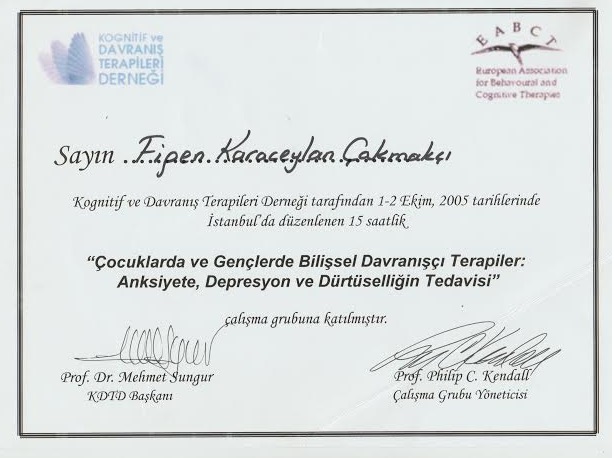 KOGNİTİF ve
DAVRANIŞ
TERAPİLERİ
DERNEĞİ
EABCT
European Association
for Behavioural and
Cognitive Therapies
Sayın Fipen Karaceylan Çakmakçı
Kognitif ve Davranış Terapileri Derneği tarafından 1-2 Ekim, 2005 tarihlerinde
İstanbul'da düzenlenen 15 saatlik
“Çocuklarda ve Gençlerde Bilişsel Davranışçı Terapiler:
Anksiyete, Depresyon ve Dürtüselliğin Tedavisi”
çalışma grubuna katılmıştır.
Prof. Dr. Mehmet Sungur
KDTD Başkanı
Prof. Philip C. Kendall
Çalışma Grubu Yöneticisi